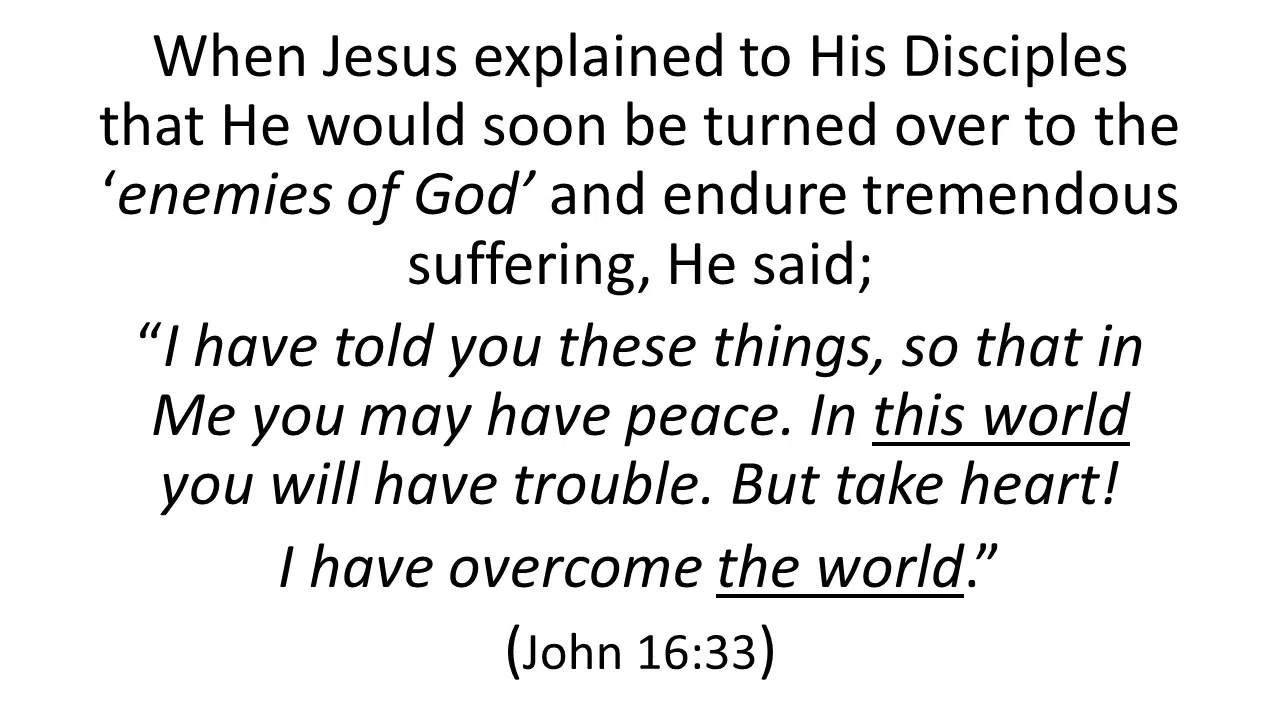 When Jesus explained to His Disciples
that He would soon be turned over to the
‘enemies of God’ and endure tremendous
suffering, He said;
“I have told you these things, so that in
Me you may have peace. In this world
you will have trouble. But take heart!
I have overcome the world.”
(John 16:33)